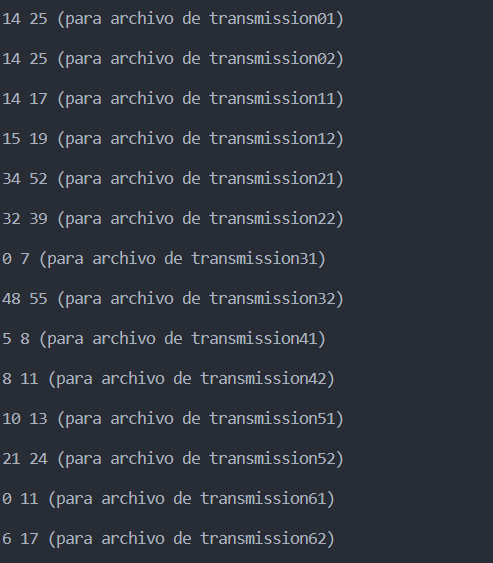 14 25 (para archivo de transmission01)
14 25 (para archivo de transmission02)
14 17 (para archivo de transmission11)
15 19 (para archivo de transmission12)
34 52 (para archivo de transmission21)
32 39 (para archivo de transmission22)
0 7 (para archivo de transmission31)
48 55 (para archivo de transmission32)
5 8 (para archivo de transmission41)
8 11 (para archivo de transmission42)
10 13 (para archivo de transmission51)
21 24 (para archivo de transmission52)
0 11 (para archivo de transmission61)
6 17 (para archivo de transmission62)